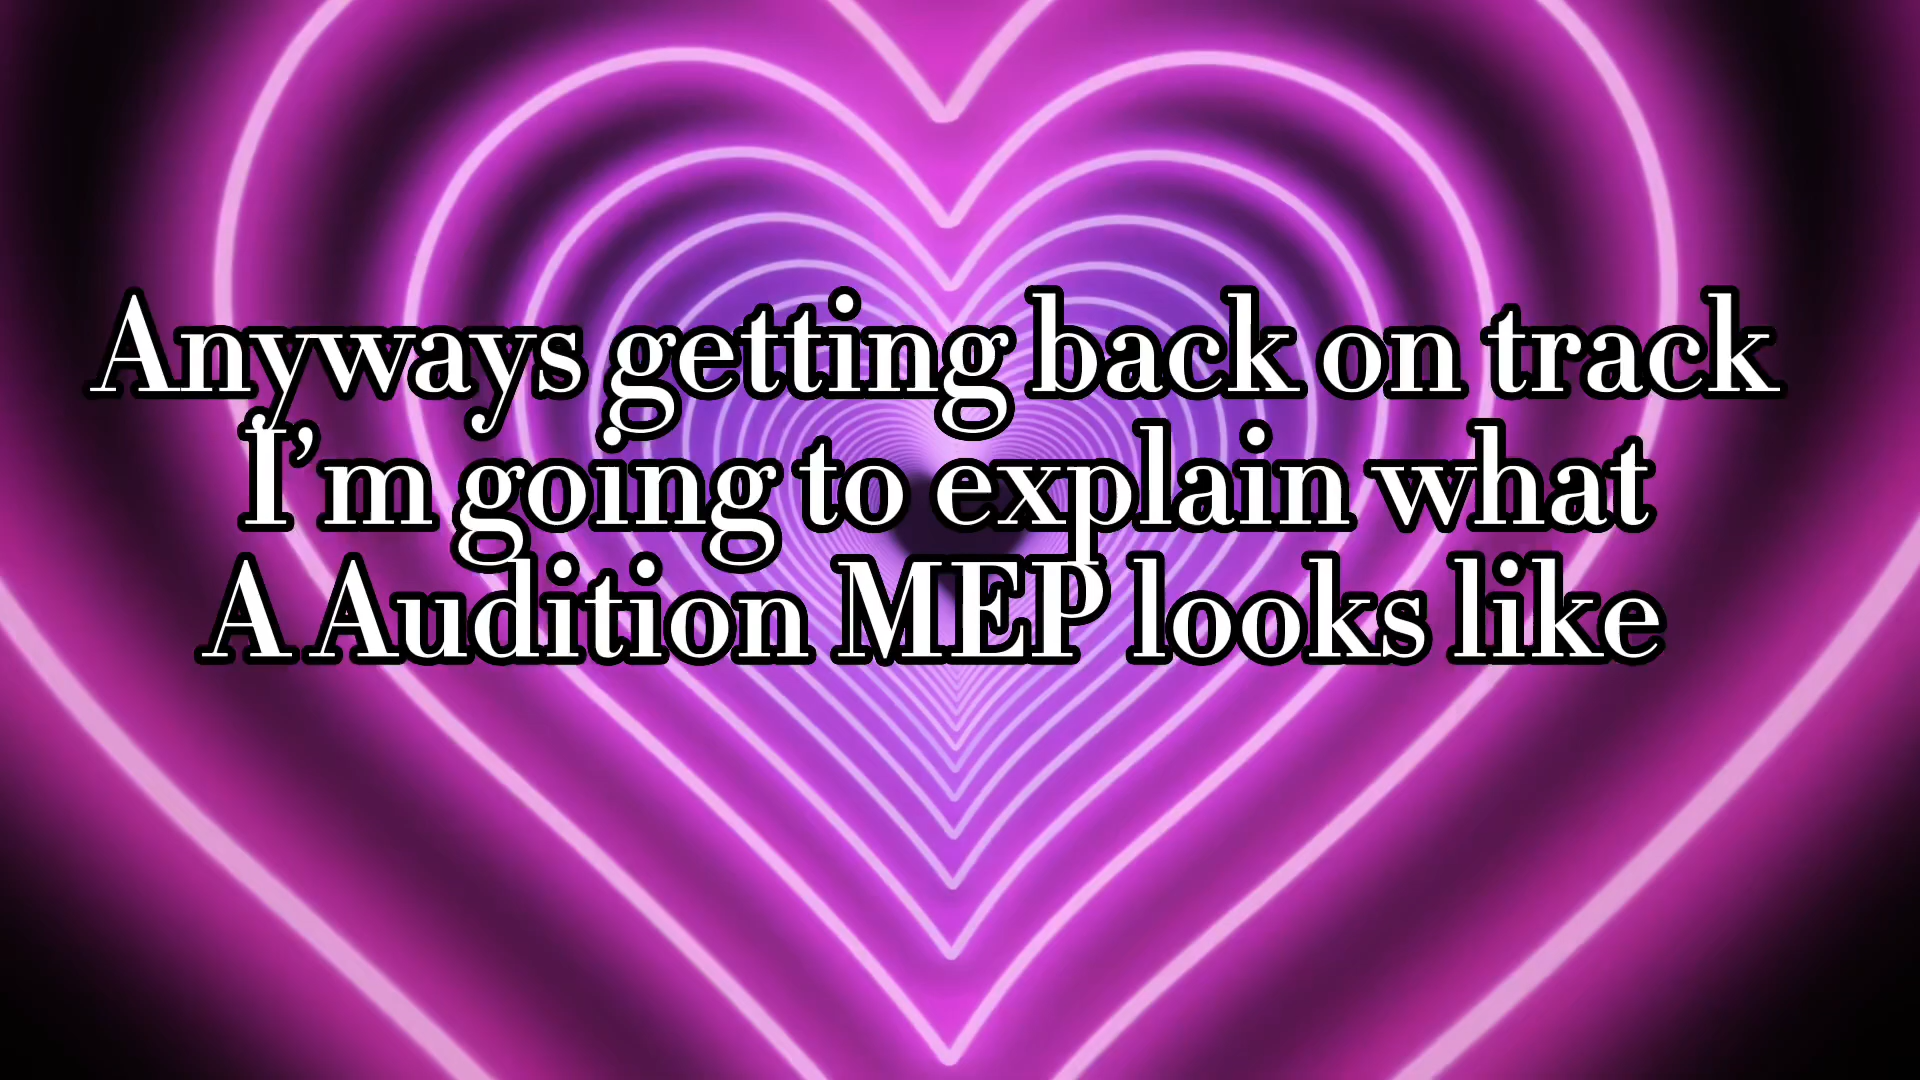 Anyways getting back on track
I'm going to explain what
A Audition MEP looks like